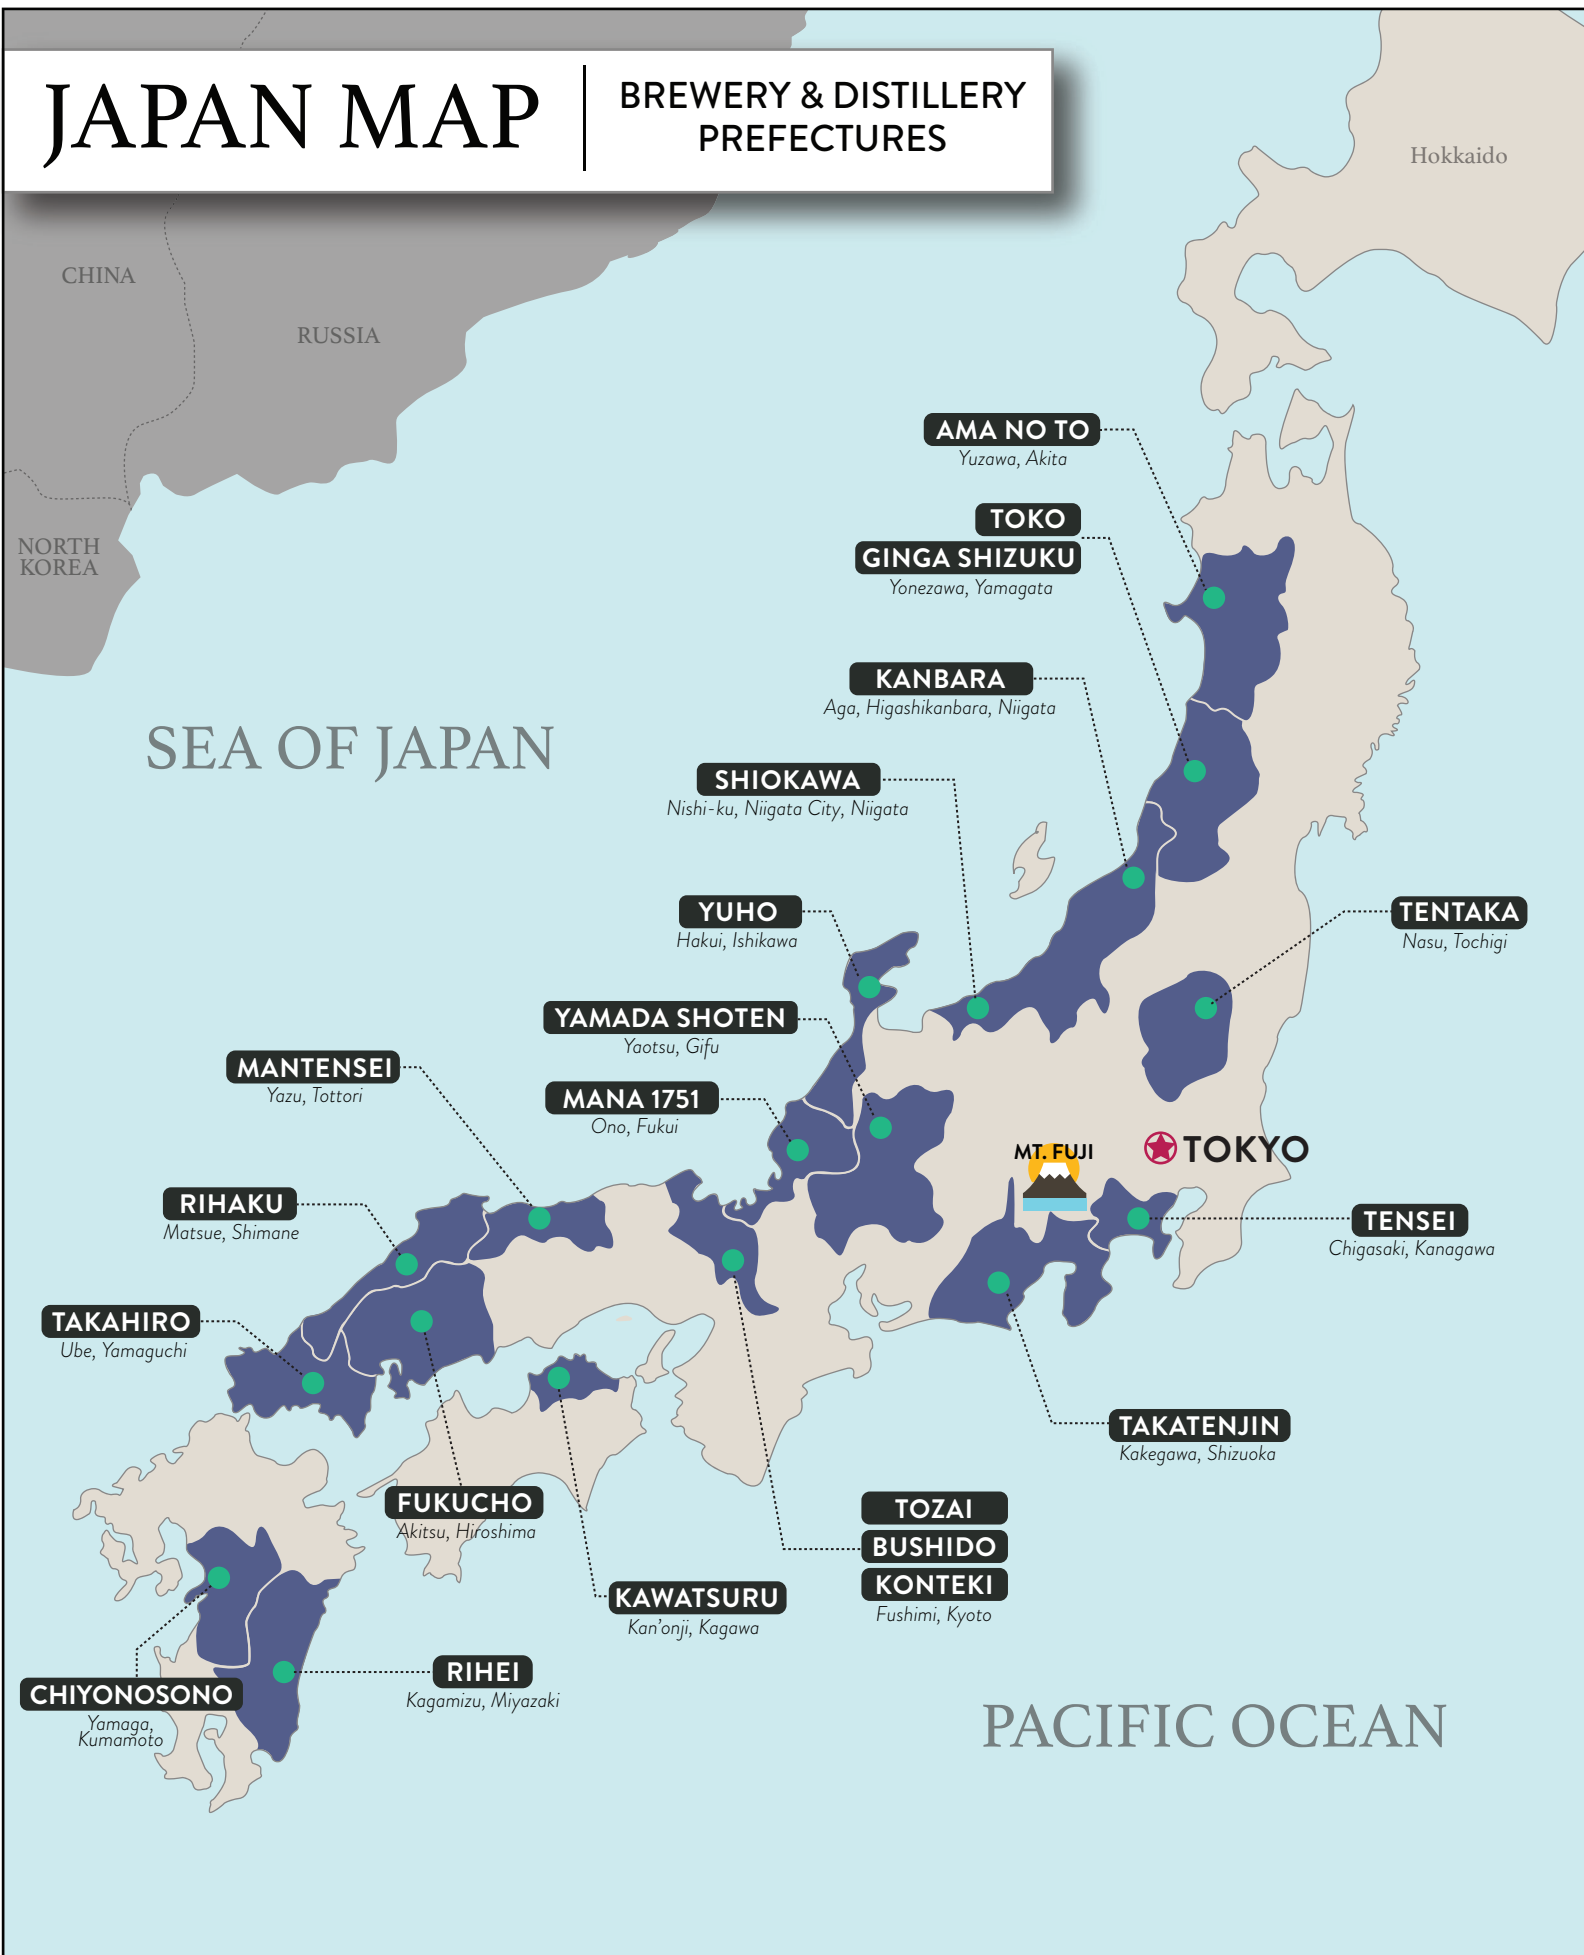 JAPAN MAP
BREWERY & DISTILLERY
PREFECTURES
Hokkaido
CHINA
RUSSIA
NORTH
KOREA
SEA OF JAPAN
AMA NO TO
Yuzawa, Akita
TOKO
GINGA SHIZUKU
Yonezawa, Yamagata
KANBARA
Aga, Higashikanbara, Niigata
SHIOKAWA
Nishi-ku, Niigata City, Niigata
YUHO
Hakui, Ishikawa
TENTAKA
Nasu, Tochigi
YAMADA SHOTEN
Yaotsu, Gifu
MANTENSEI
Yazu, Tottori
MANA 1751
Ono, Fukui
MT. FUJI
TOKYO
RIHAKU
Matsue, Shimane
TENSEI
Chigasaki, Kanagawa
TAKAHIRO
Ube, Yamaguchi
TAKATENJIN
Kakegawa, Shizuoka
FUKUCHO
Akitsu, Hiroshima
TOZAI
BUSHIDO
KONTEKI
Fushimi, Kyoto
KAWATSURU
Kan'onji, Kagawa
RIHEI
Kagamizu, Miyazaki
CHIYONOSONO
Yamaga,
Kumamoto
PACIFIC OCEAN